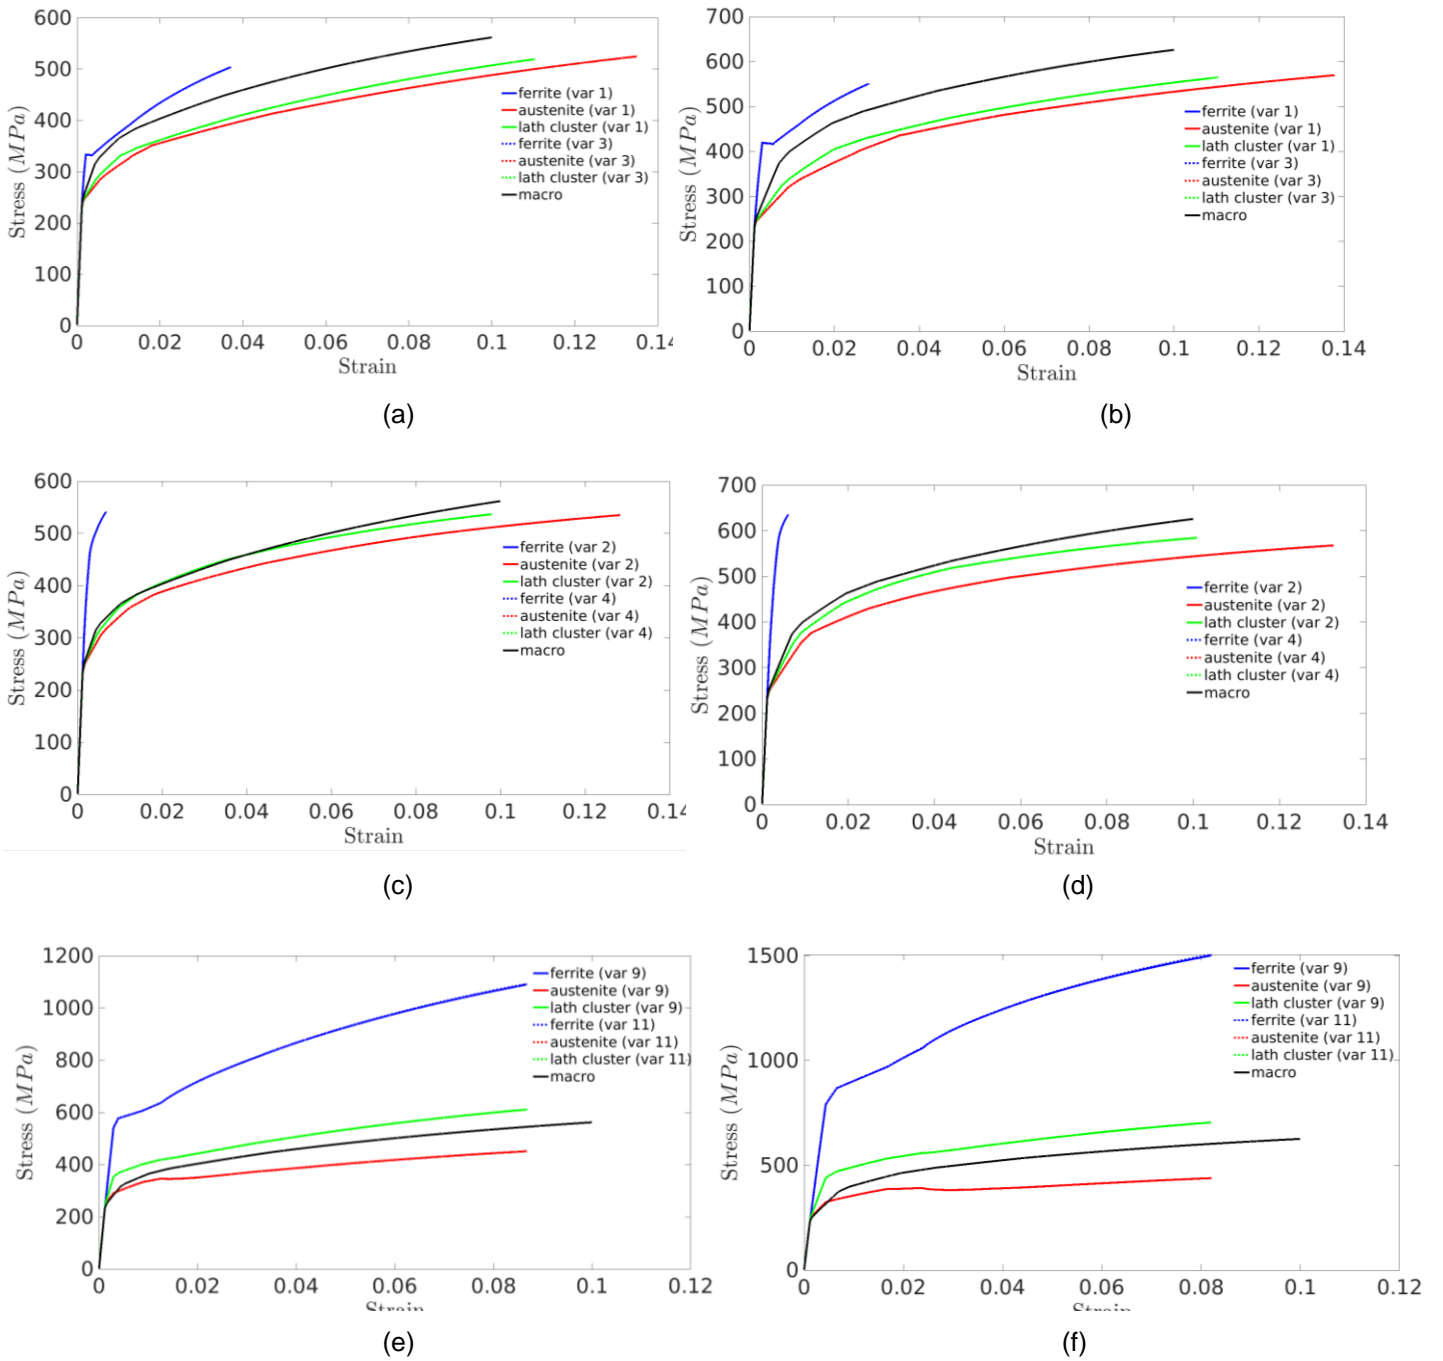 600
500
400
300
200
100
0
Stress (MPa)
0 0.02 0.04 0.06 0.08 0.1 0.12 0.14
Strain
ferrite (var 1)
austenite (var 1)
lath cluster (var 1)
ferrite (var 3)
austenite (var 3)
lath cluster (var 3)
macro
(a)
700
600
500
400
300
200
100
0
Stress (MPa)
0 0.02 0.04 0.06 0.08 0.1 0.12 0.14
Strain
ferrite (var 1)
austenite (var 1)
lath cluster (var 1)
ferrite (var 3)
austenite (var 3)
lath cluster (var 3)
macro
(b)
600
500
400
300
200
100
0
Stress (MPa)
0 0.02 0.04 0.06 0.08 0.1 0.12 0.14
Strain
ferrite (var 2)
austenite (var 2)
lath cluster (var 2)
ferrite (var 4)
austenite (var 4)
lath cluster (var 4)
macro
(c)
700
600
500
400
300
200
100
0
Stress (MPa)
0 0.02 0.04 0.06 0.08 0.1 0.12 0.14
Strain
ferrite (var 2)
austenite (var 2)
lath cluster (var 2)
ferrite (var 4)
austenite (var 4)
lath cluster (var 4)
macro
(d)
1200
1000
800
600
400
200
0
Stress (MPa)
0 0.02 0.04 0.06 0.08 0.1 0.12
Strain
ferrite (var 9)
austenite (var 9)
lath cluster (var 9)
ferrite (var 11)
austenite (var 11)
lath cluster (var 11)
macro
(e)
1500
1000
500
0
Stress (MPa)
0 0.02 0.04 0.06 0.08 0.1 0.12
Strain
ferrite (var 9)
austenite (var 9)
lath cluster (var 9)
ferrite (var 11)
austenite (var 11)
lath cluster (var 11)
macro
(f)